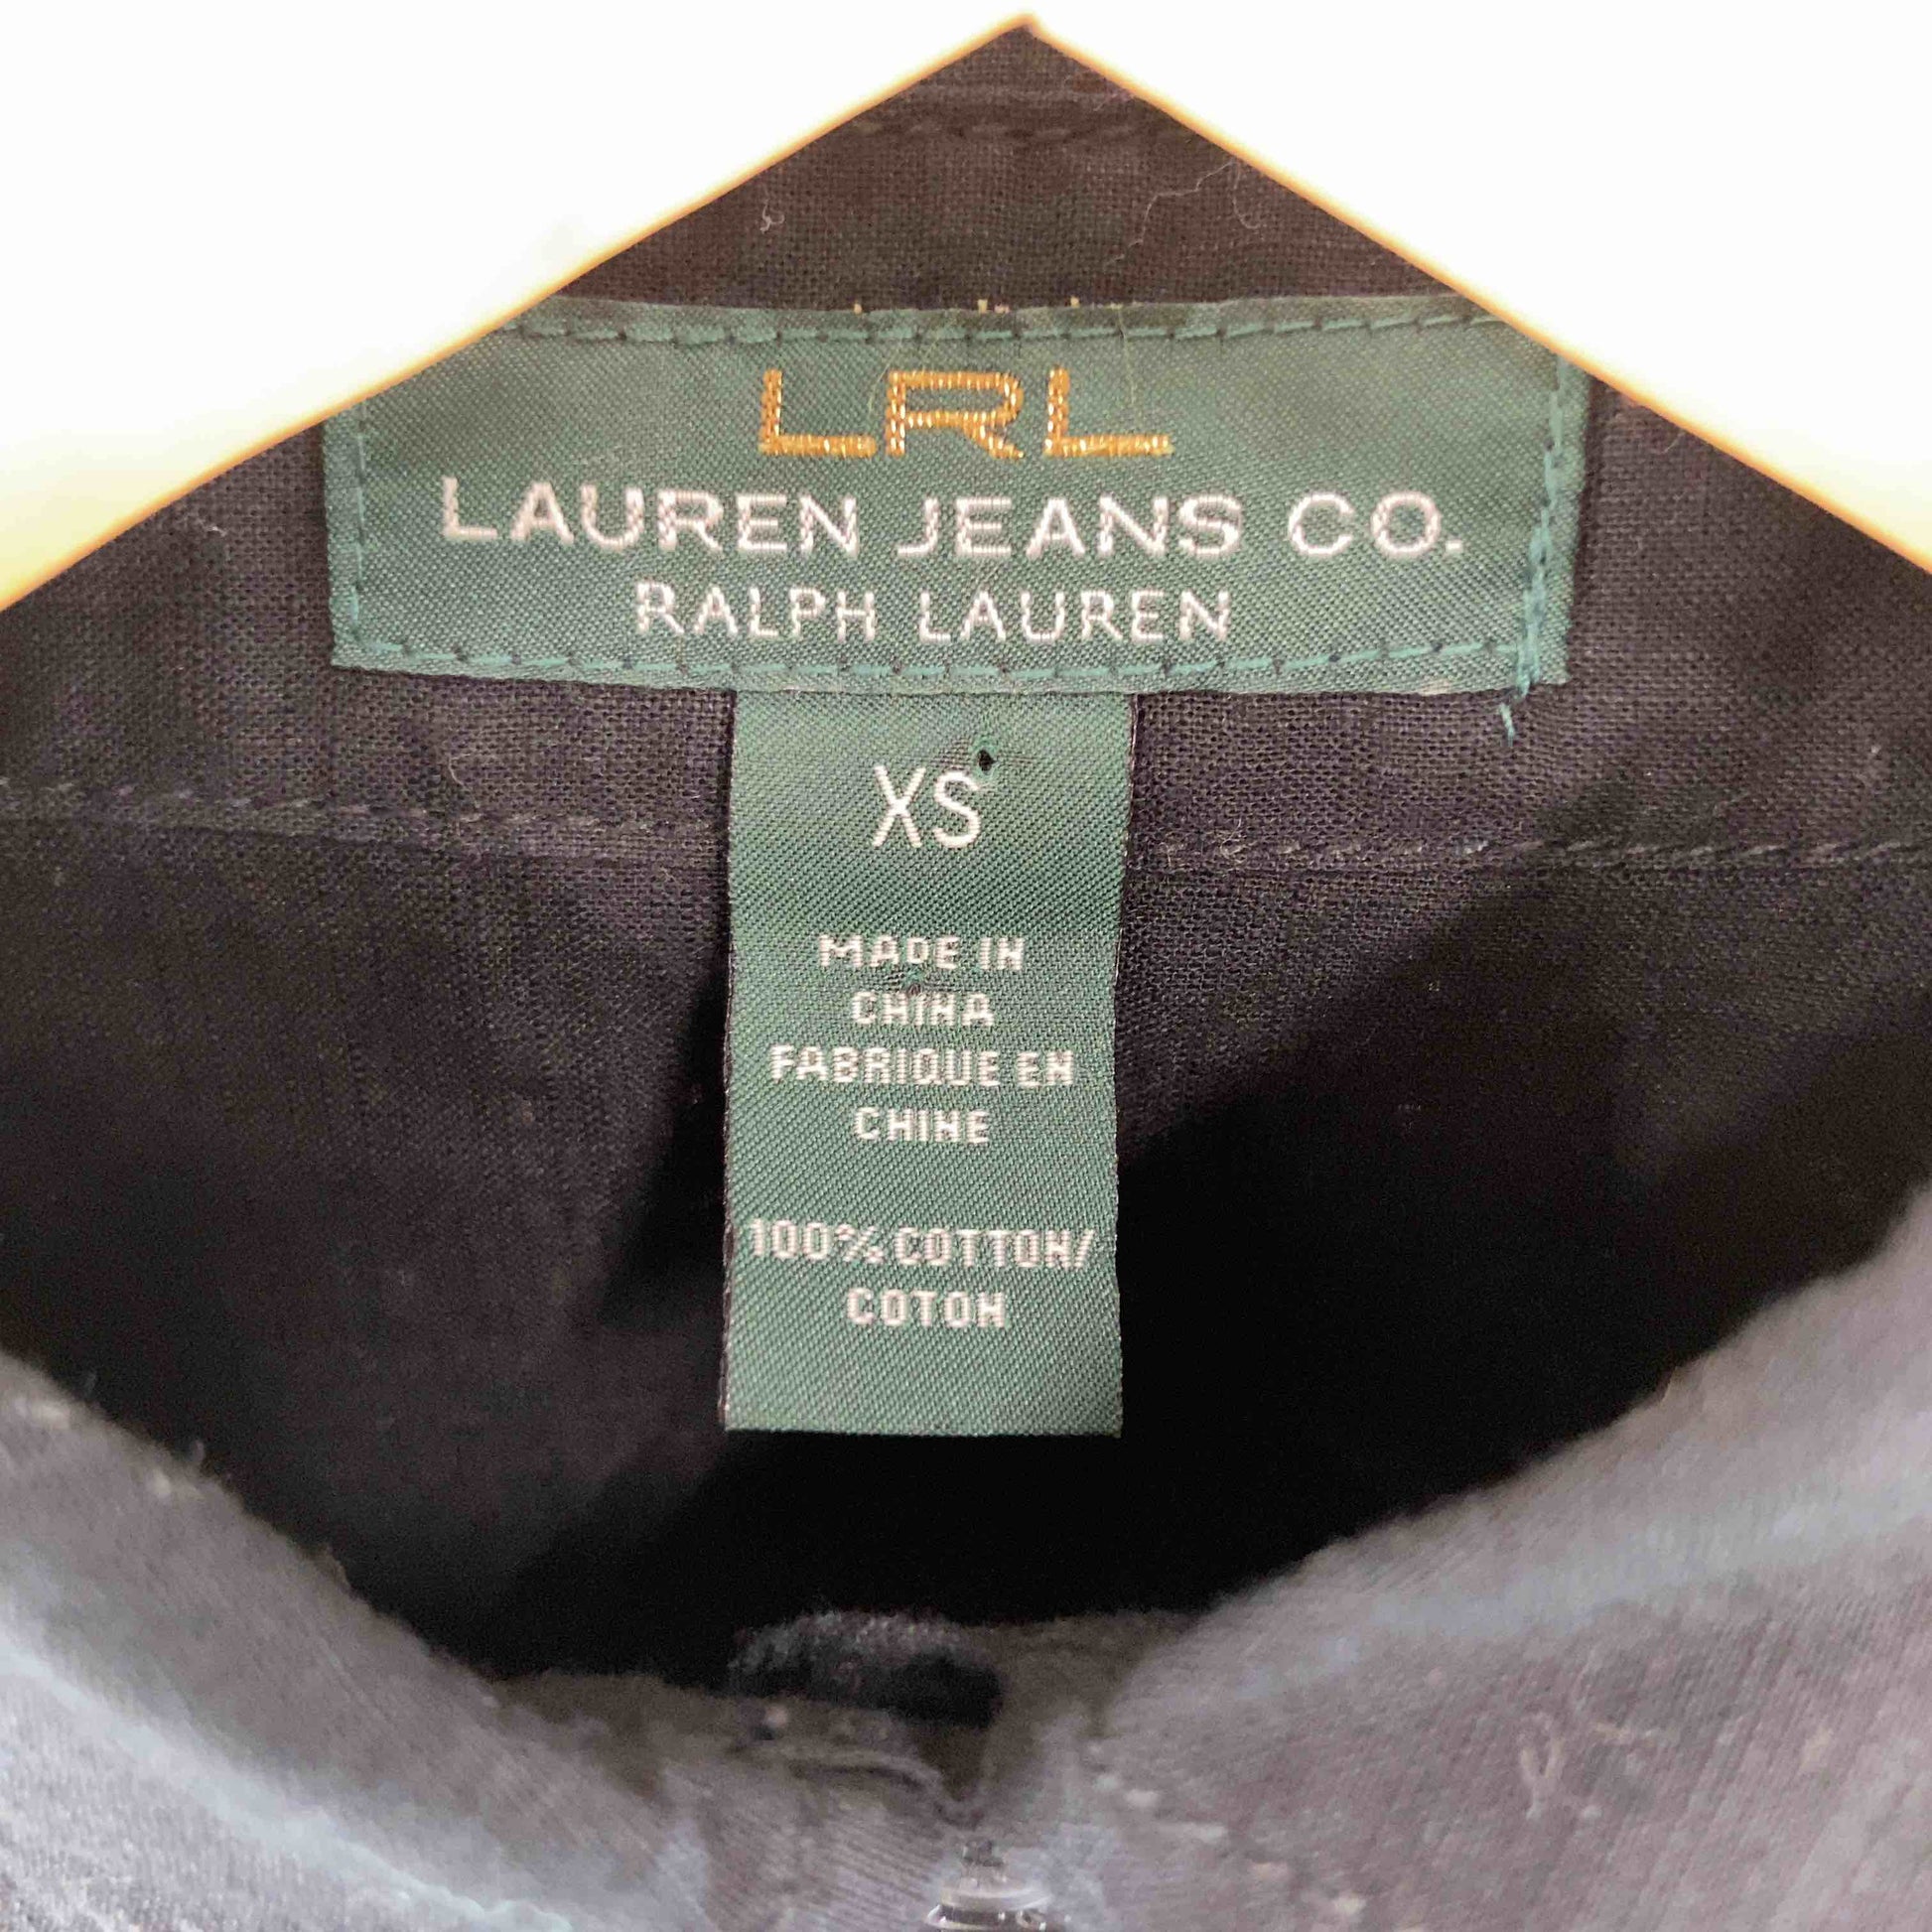 LRL
LAUREN JEANS CO.
RALPH LAUREN
XS
MADE IN
CHINA
FABRIQUE EN
CHINE
100% COTTON/
COTON